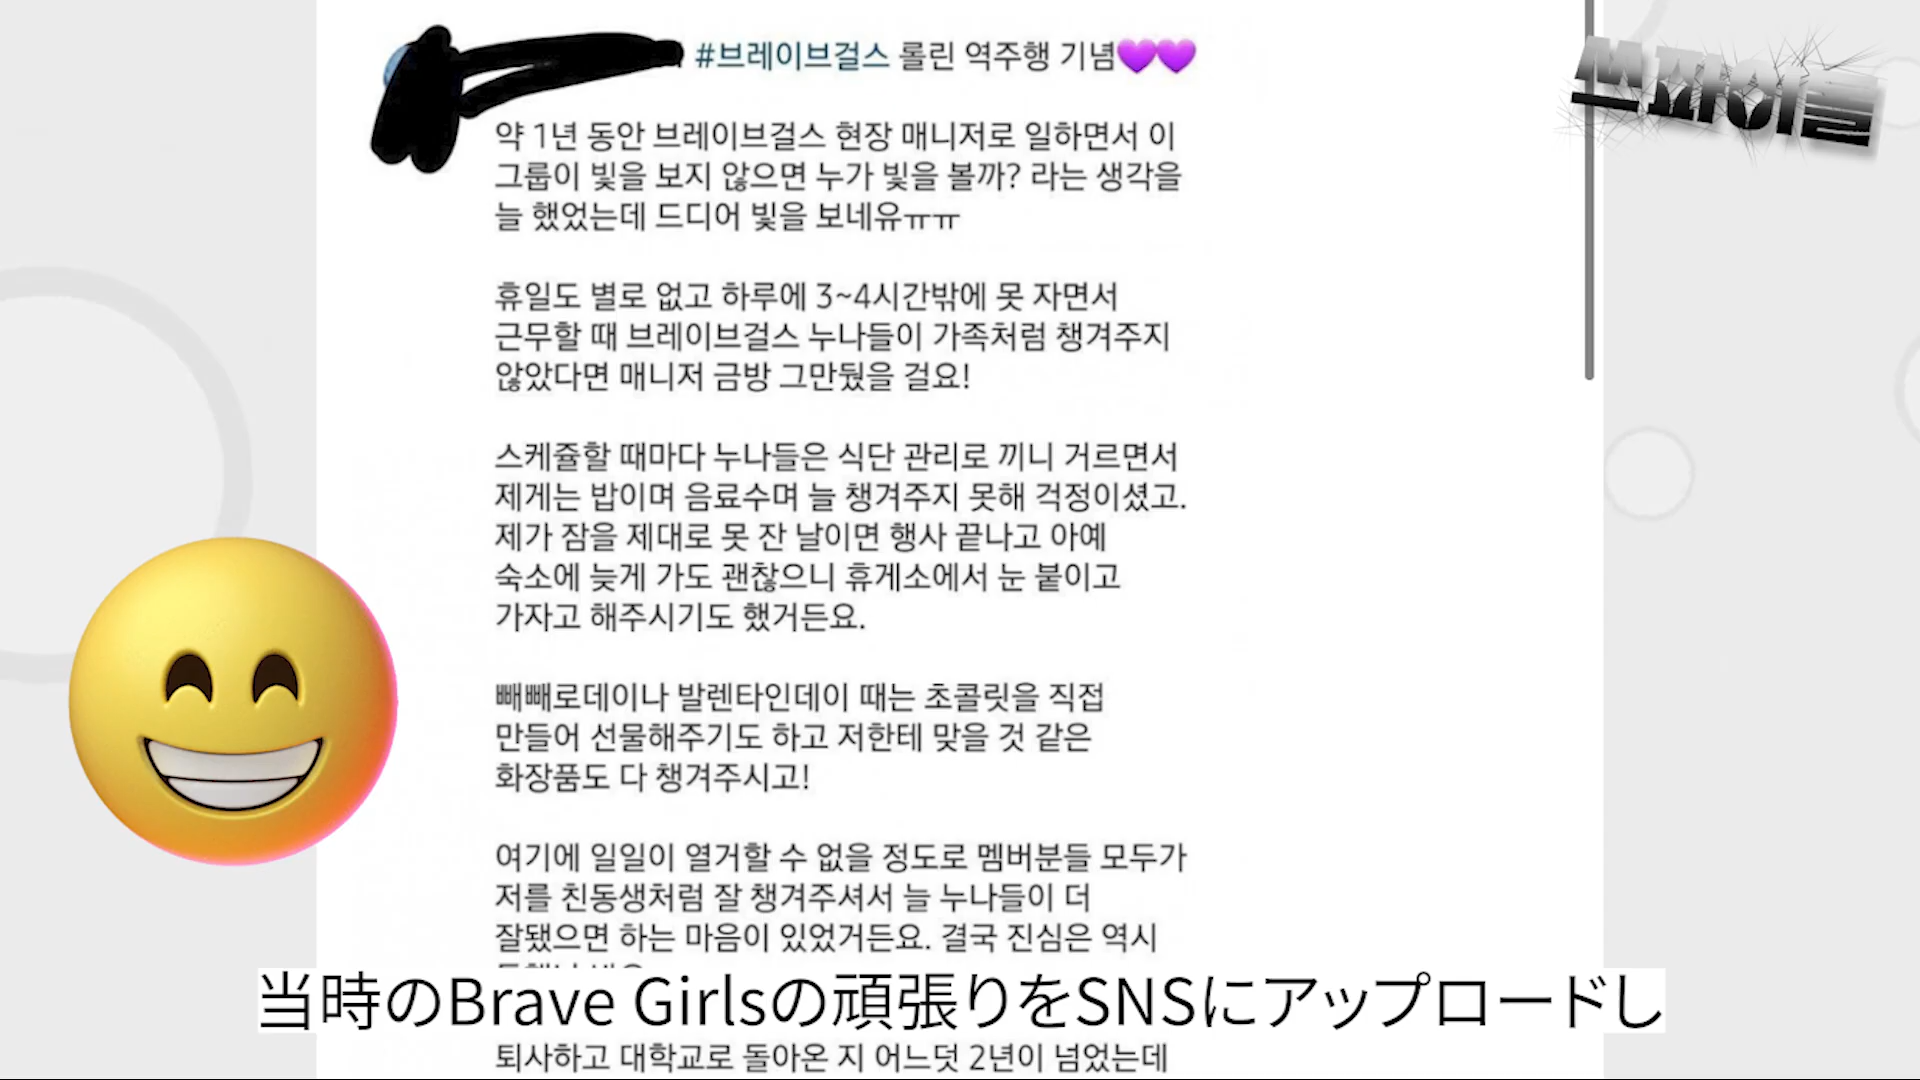 #브레이브걸스 롤린 역주행 기념💜💜
쓰까이들
약 1년 동안 브레이브걸스 현장 매니저로 일하면서 이
그룹이 빛을 보지 않으면 누가 빛을 볼까? 라는 생각을
늘 했었는데 드디어 빛을 보네유ㅠㅠ
휴일도 별로 없고 하루에 3~4시간밖에 못 자면서
근무할 때 브레이브걸스 누나들이 가족처럼 챙겨주지
않았다면 매니저 금방 그만뒀을 걸요!
스케쥴할 때마다 누나들은 식단 관리로 끼니 거르면서
제게는 밥이며 음료수며 늘 챙겨주지 못해 걱정이셨고.
제가 잠을 제대로 못 잔 날이면 행사 끝나고 아예
숙소에 늦게 가도 괜찮으니 휴게소에서 눈 붙이고
가자고 해주시기도 했거든요.
빼빼로데이나 발렌타인데이 때는 초콜릿을 직접
만들어 선물해주기도 하고 저한테 맞을 것 같은
화장품도 다 챙겨주시고!
여기에 일일이 열거할 수 없을 정도로 멤버분들 모두가
저를 친동생처럼 잘 챙겨주셔서 늘 누나들이 더
잘됐으면 하는 마음이 있었거든요. 결국 진심은 역시
当時のBrave Girlsの頑張りをSNSにアップロードし
퇴사하고 대학교로 돌아온 지 어느덧 2년이 넘었는데